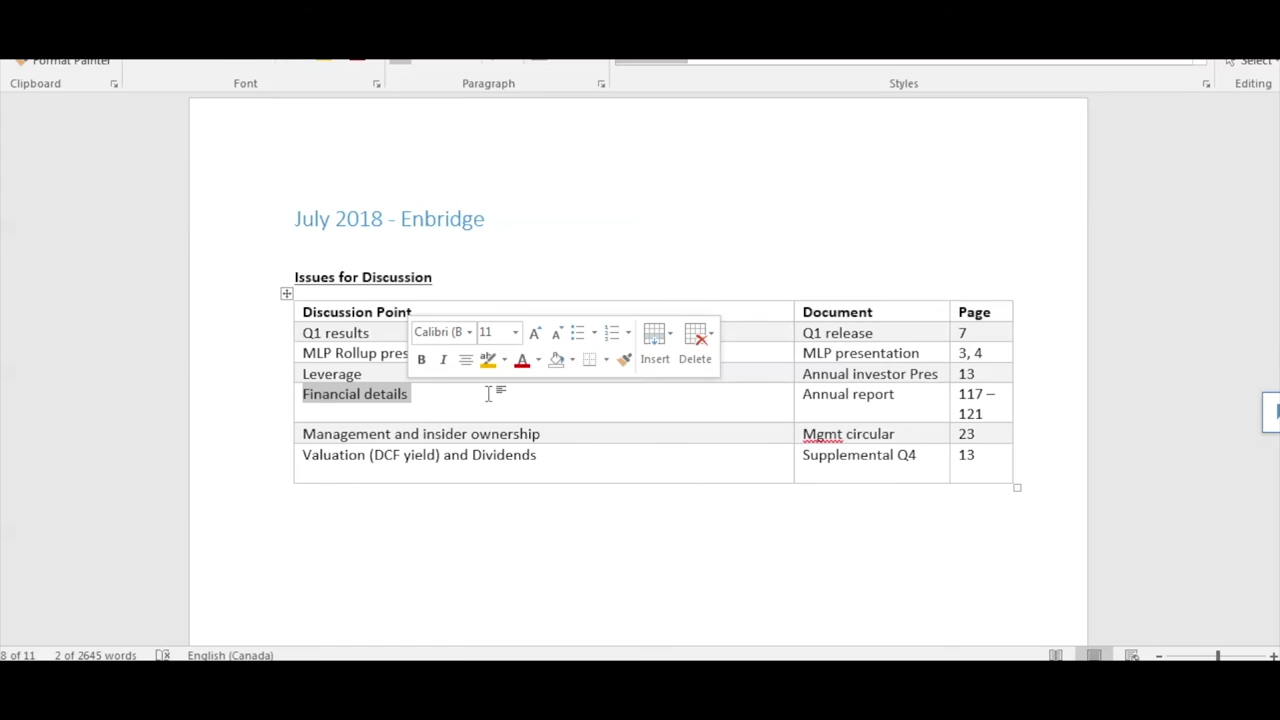 Format Painter
Select
Clipboard
Font
Paragraph
Styles
Editing
July 2018 - Enbridge
Issues for Discussion
Discussion Point
Document
Page
Q1 results
Q1 release
7
MLP Rollup pres
MLP presentation
3, 4
Leverage
Annual investor Pres
13
Financial details
Annual report
117 –
121
Management and insider ownership
Mgmt circular
23
Valuation (DCF yield) and Dividends
Supplemental Q4
13
Calibri (B
11
A
A
B
I
aby
A
Insert
Delete
8 of 11
2 of 2645 words
English (Canada)